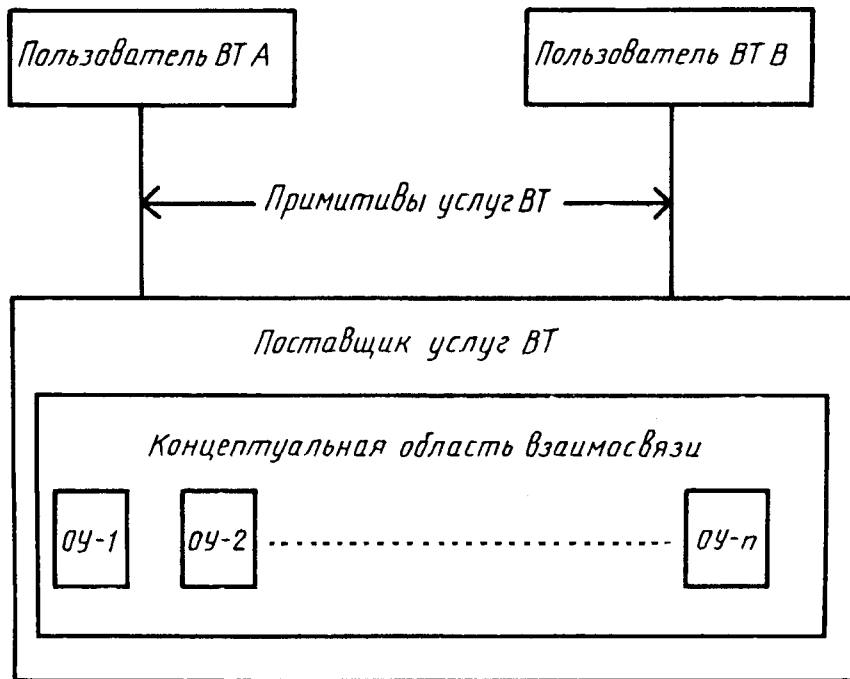 Пользователь ВТ А
Пользователь ВТ В
Примитивы услуг ВТ
Поставщик услуг ВТ
Концептуальная область взаимосвязи
ОУ-1
ОУ-2
ОУ-n